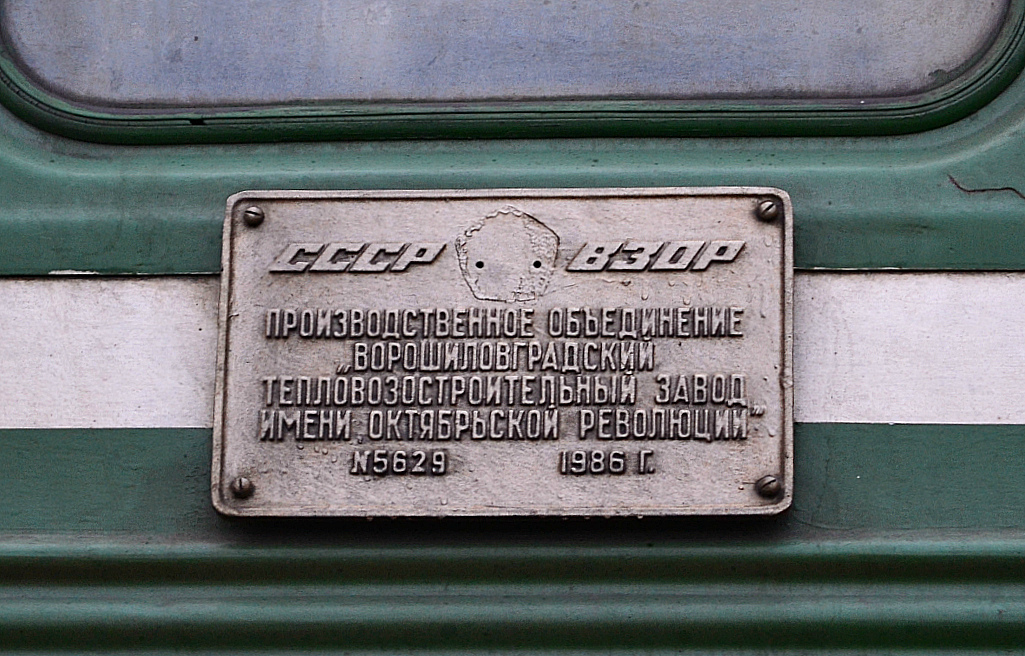 СССР ВЗОР
ПРОИЗВОДСТВЕННОЕ ОБЪЕДИНЕНИЕ
„ВОРОШИЛОВГРАДСКИЙ
ТЕПЛОВОЗОСТРОИТЕЛЬНЫЙ ЗАВОД
ИМЕНИ ОКТЯБРЬСКОЙ РЕВОЛЮЦИИ”
N5629 1986 Г.